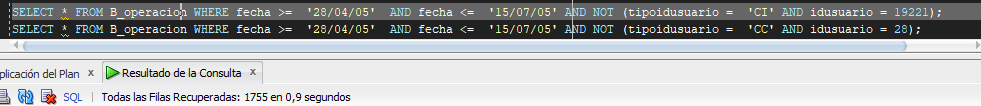 SELECT * FROM B_operacion WHERE fecha >= '28/04/05' AND fecha <= '15/07/05' AND NOT (tipoidusuario = 'CI' AND idusuario = 19221);
SELECT * FROM B_operacion WHERE fecha >= '28/04/05' AND fecha <= '15/07/05' AND NOT (tipoidusuario = 'CC' AND idusuario = 28);
plicación del Plan x Resultado de la Consulta x
SQL | Todas las Filas Recuperadas: 1755 en 0,9 segundos